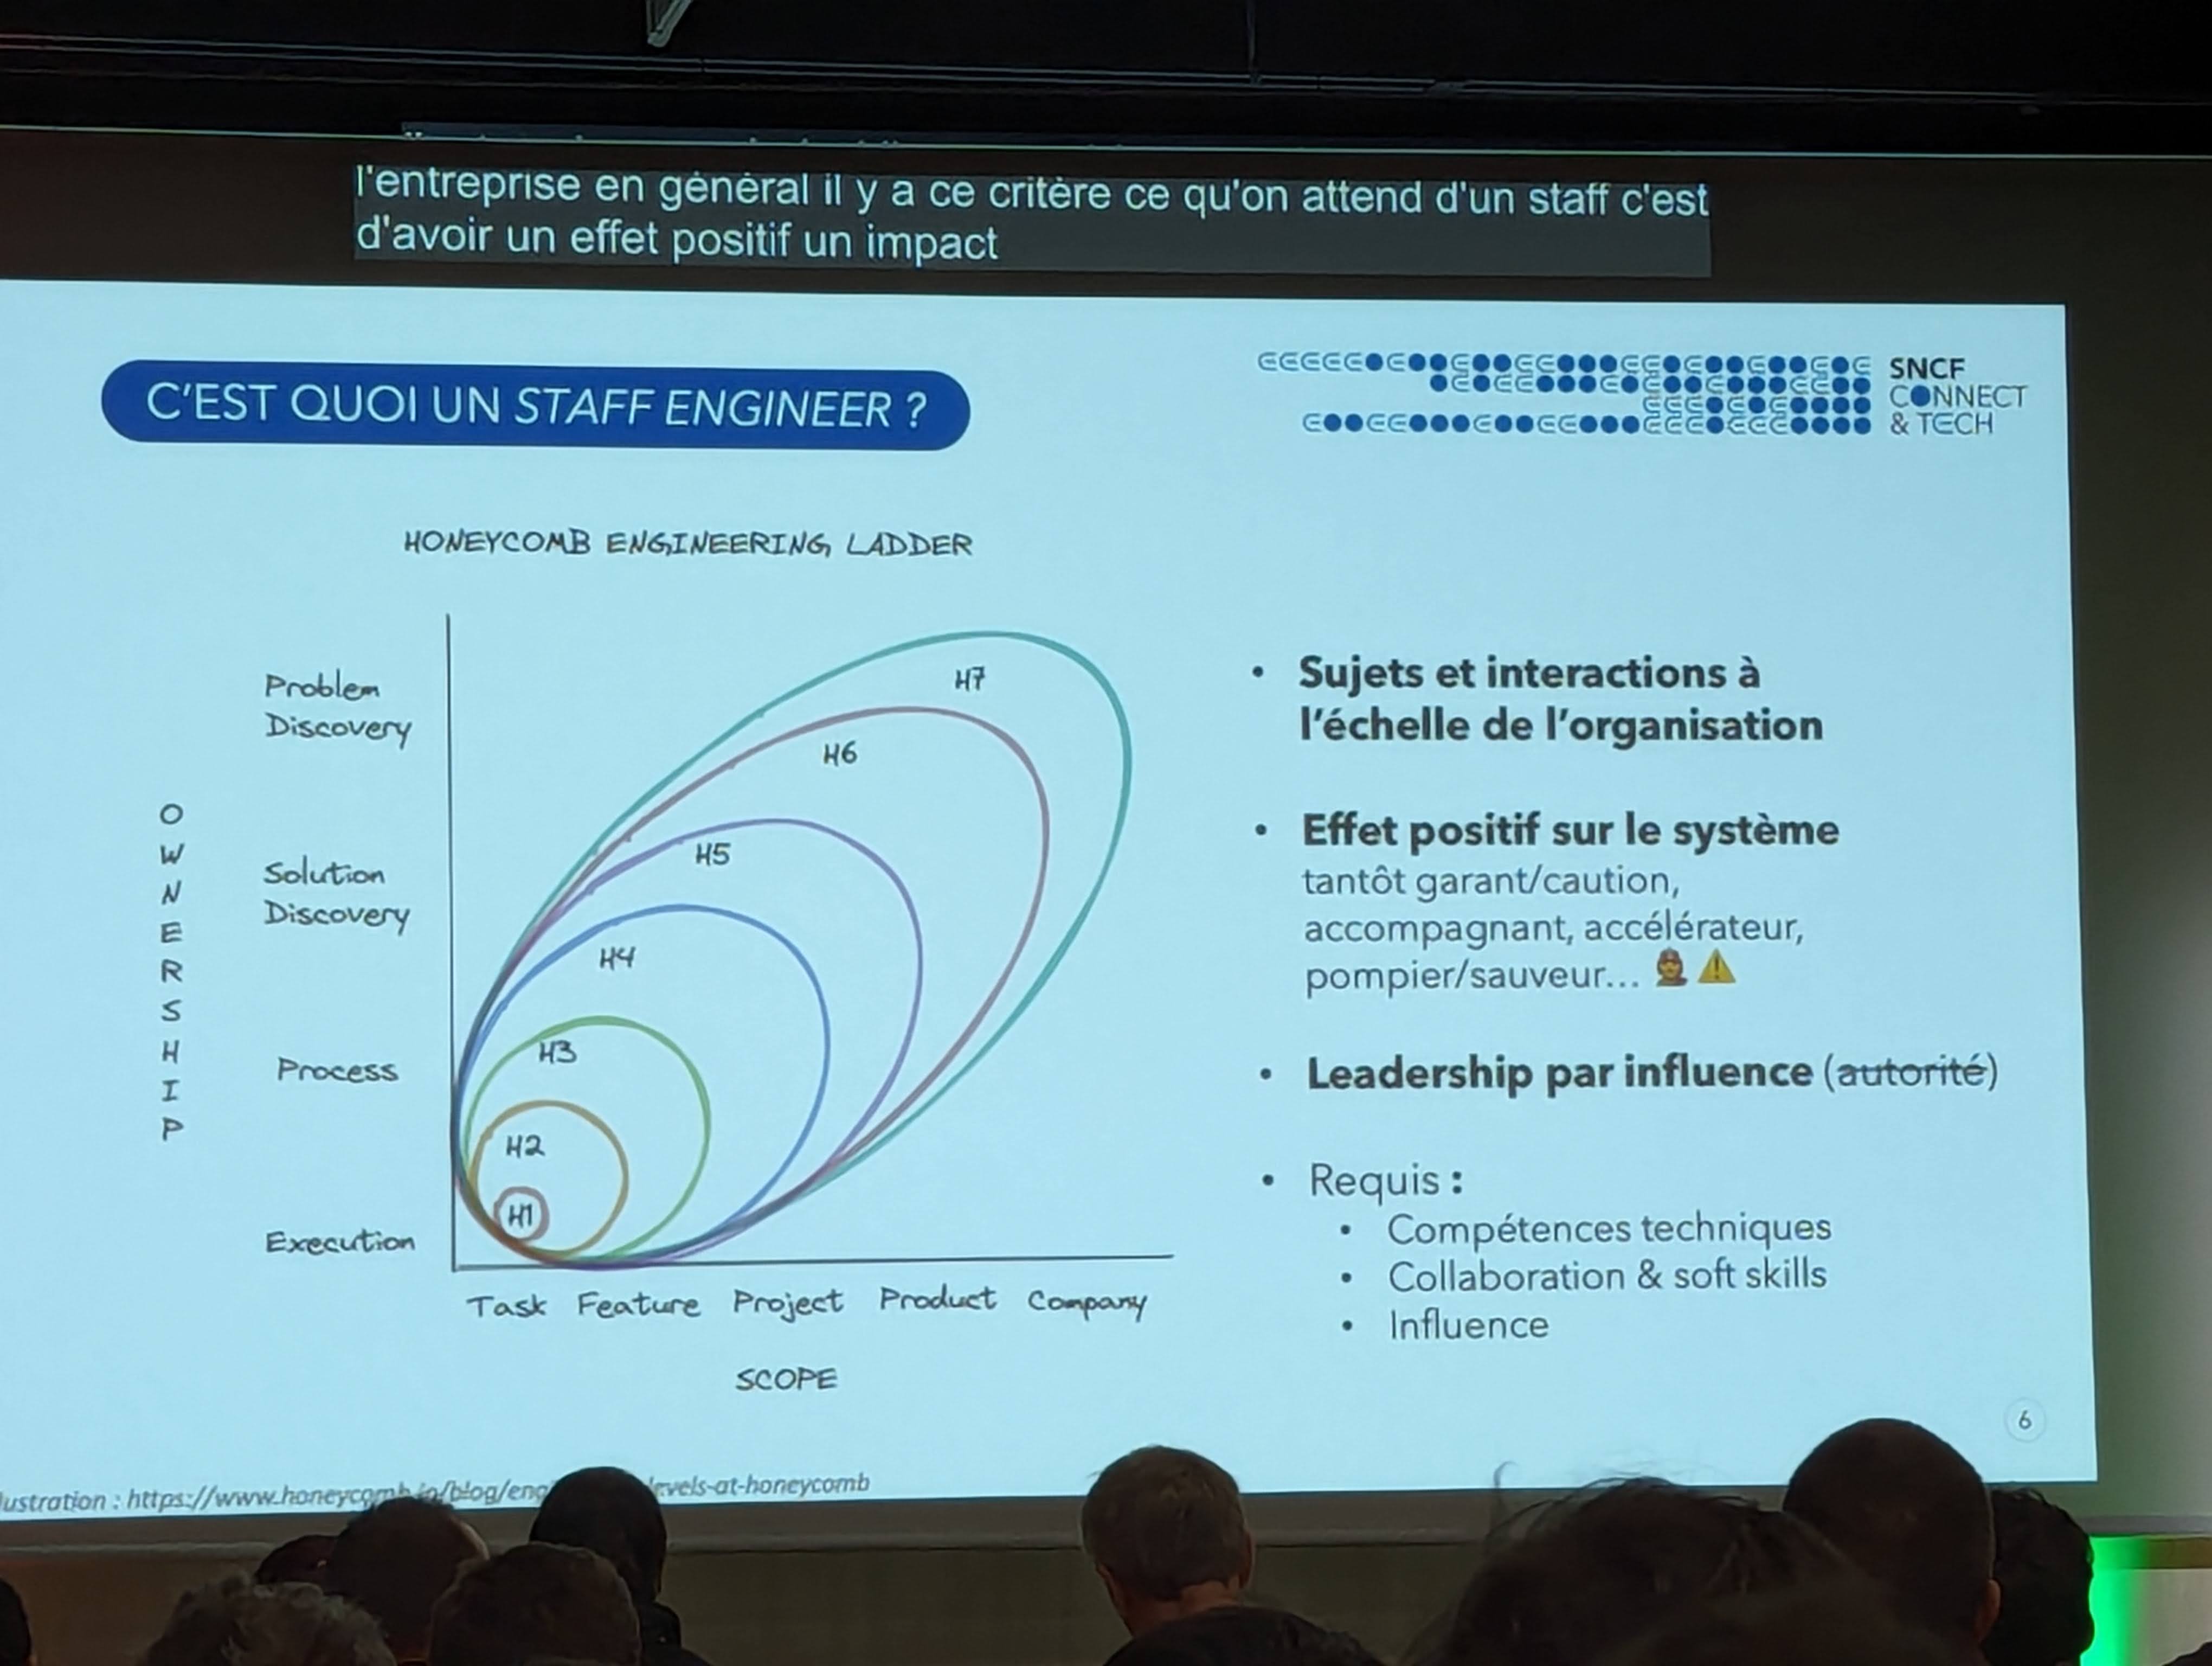 l'entreprise en général il y a ce critère ce qu'on attend d'un staff c'est
d'avoir un effet positif un impact
C'EST QUOI UN STAFF ENGINEER ?
SNCF
CONNECT
& TECH
HONEYCOMB ENGINEERING LADDER
OWNERSHIP
Problem
Discovery
Solution
Discovery
Process
Execution
H7
H6
H5
H4
H3
H2
H1
Task Feature Project Product Company
SCOPE
• Sujets et interactions à
l'échelle de l'organisation
• Effet positif sur le système
tantôt garant/caution,
accompagnant, accélérateur,
pompier/sauveur...
• Leadership par influence (autorité)
• Requis :
• Compétences techniques
• Collaboration & soft skills
• Influence
6
lustration : https://www.honeycomb.io/blog/eng evels-at-honeycomb